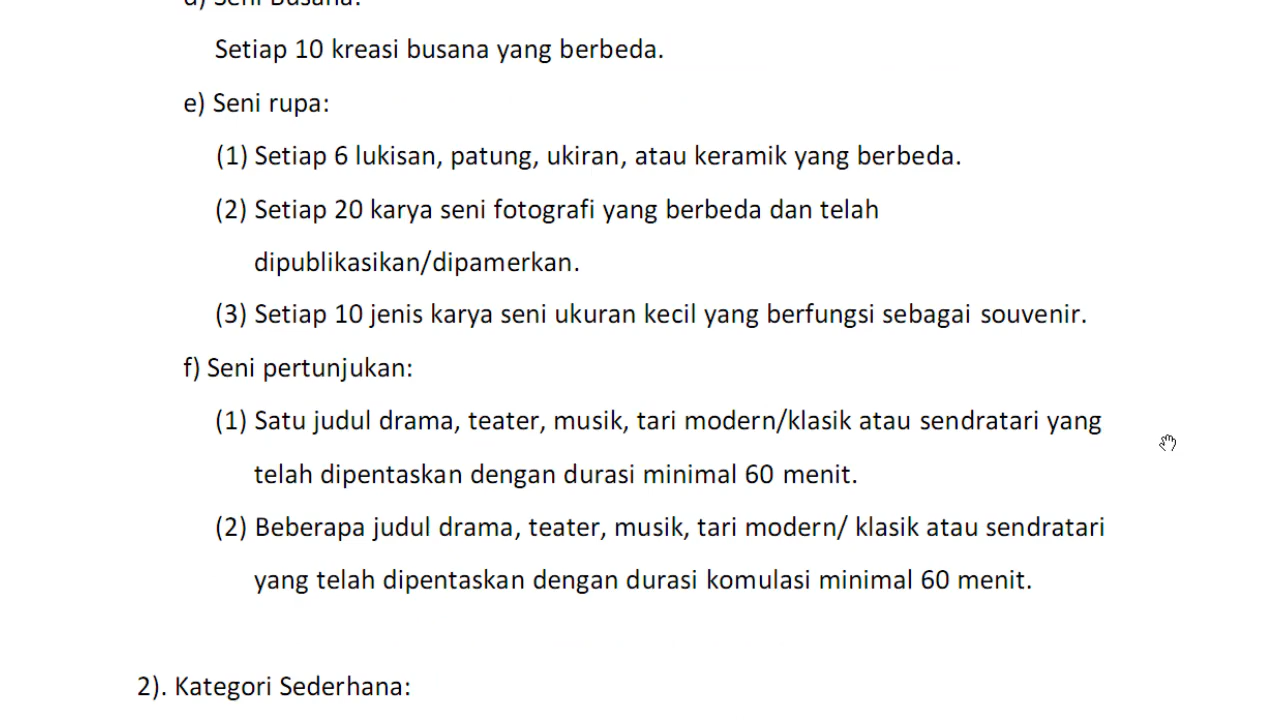 d) Seni Busana:
Setiap 10 kreasi busana yang berbeda.
e) Seni rupa:
(1) Setiap 6 lukisan, patung, ukiran, atau keramik yang berbeda.
(2) Setiap 20 karya seni fotografi yang berbeda dan telah
dipublikasikan/dipamerkan.
(3) Setiap 10 jenis karya seni ukuran kecil yang berfungsi sebagai souvenir.
f) Seni pertunjukan:
(1) Satu judul drama, teater, musik, tari modern/klasik atau sendratari yang
telah dipentaskan dengan durasi minimal 60 menit.
(2) Beberapa judul drama, teater, musik, tari modern/ klasik atau sendratari
yang telah dipentaskan dengan durasi komulasi minimal 60 menit.
2). Kategori Sederhana: